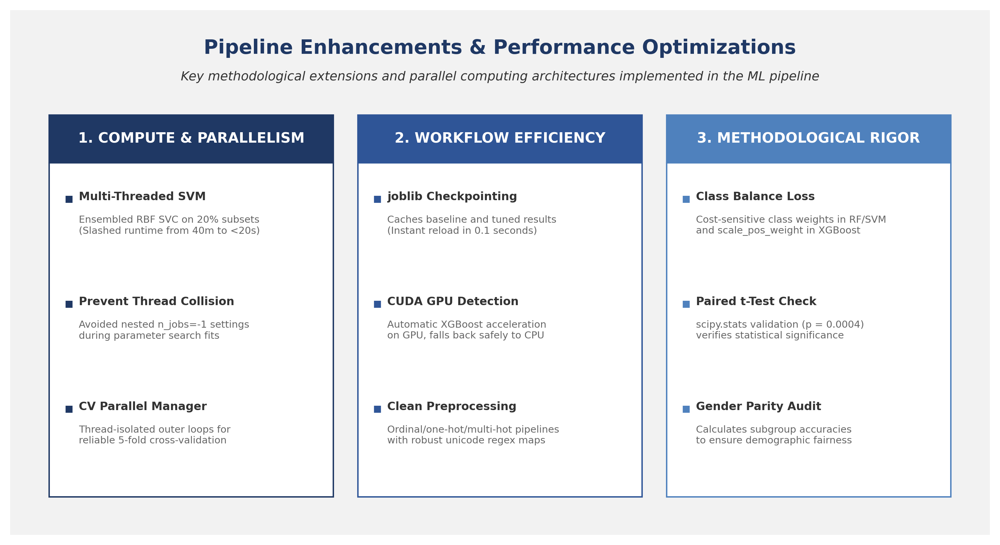 Pipeline Enhancements & Performance Optimizations
Key methodological extensions and parallel computing architectures implemented in the ML pipeline
1. COMPUTE & PARALLELISM
Multi-Threaded SVM
Ensembled RBF SVC on 20% subsets
(Slashed runtime from 40m to <20s)
Prevent Thread Collision
Avoided nested n_jobs=-1 settings
during parameter search fits
CV Parallel Manager
Thread-isolated outer loops for
reliable 5-fold cross-validation
2. WORKFLOW EFFICIENCY
joblib Checkpointing
Caches baseline and tuned results
(Instant reload in 0.1 seconds)
CUDA GPU Detection
Automatic XGBoost acceleration
on GPU, falls back safely to CPU
Clean Preprocessing
Ordinal/one-hot/multi-hot pipelines
with robust unicode regex maps
3. METHODOLOGICAL RIGOR
Class Balance Loss
Cost-sensitive class weights in RF/SVM
and scale_pos_weight in XGBoost
Paired t-Test Check
scipy.stats validation (p = 0.0004)
verifies statistical significance
Gender Parity Audit
Calculates subgroup accuracies
to ensure demographic fairness